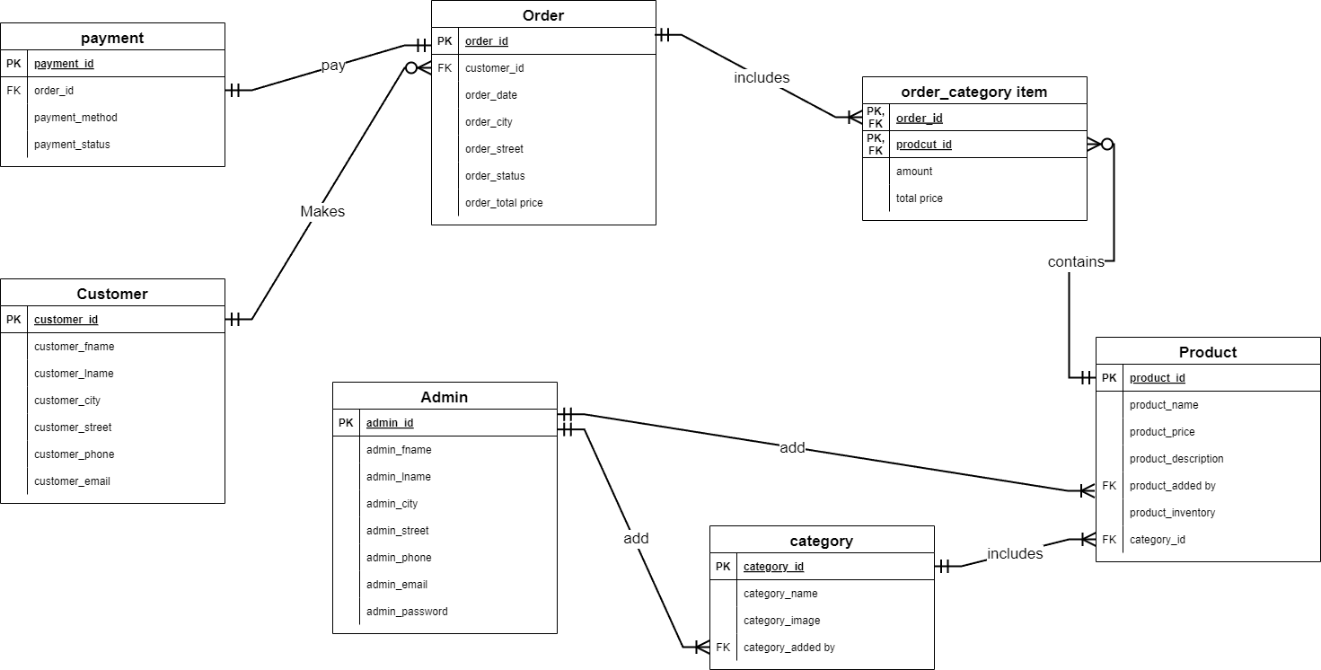 payment
PK payment_id
FK order_id
payment_method
payment_status
pay
Order
PK order_id
FK customer_id
order_date
order_city
order_street
order_status
order_total price
includes
order_category item
PK, FK order_id
PK, FK prodcut_id
amount
total price
Makes
contains
Customer
PK customer_id
customer_fname
customer_lname
customer_city
customer_street
customer_phone
customer_email
Admin
PK admin_id
admin_fname
admin_lname
admin_city
admin_street
admin_phone
admin_email
admin_password
add
add
category
PK category_id
category_name
category_image
FK category_added by
includes
Product
PK product_id
product_name
product_price
product_description
FK product_added by
product_inventory
FK category_id